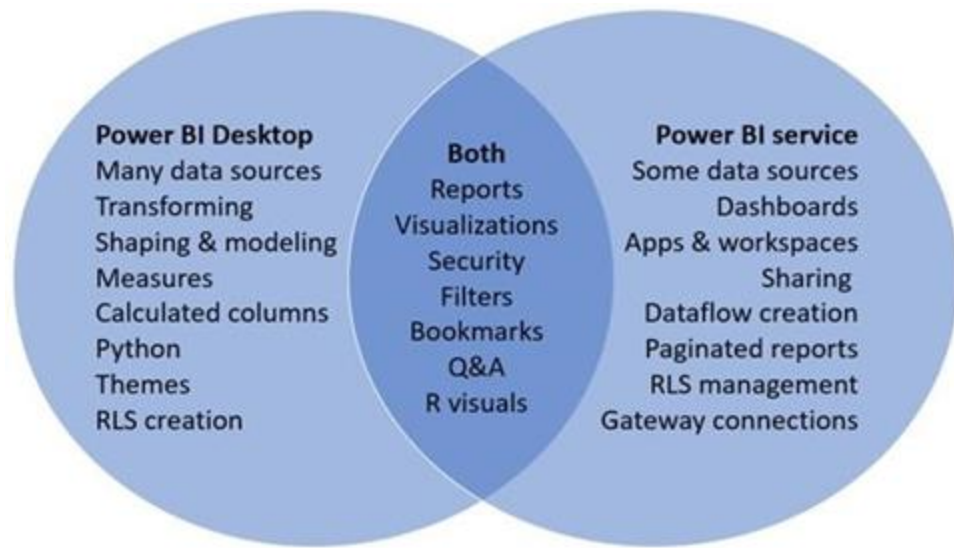 Power BI Desktop
Many data sources
Transforming
Shaping & modeling
Measures
Calculated columns
Python
Themes
RLS creation
Both
Reports
Visualizations
Security
Filters
Bookmarks
Q&A
R visuals
Power BI service
Some data sources
Dashboards
Apps & workspaces
Sharing
Dataflow creation
Paginated reports
RLS management
Gateway connections